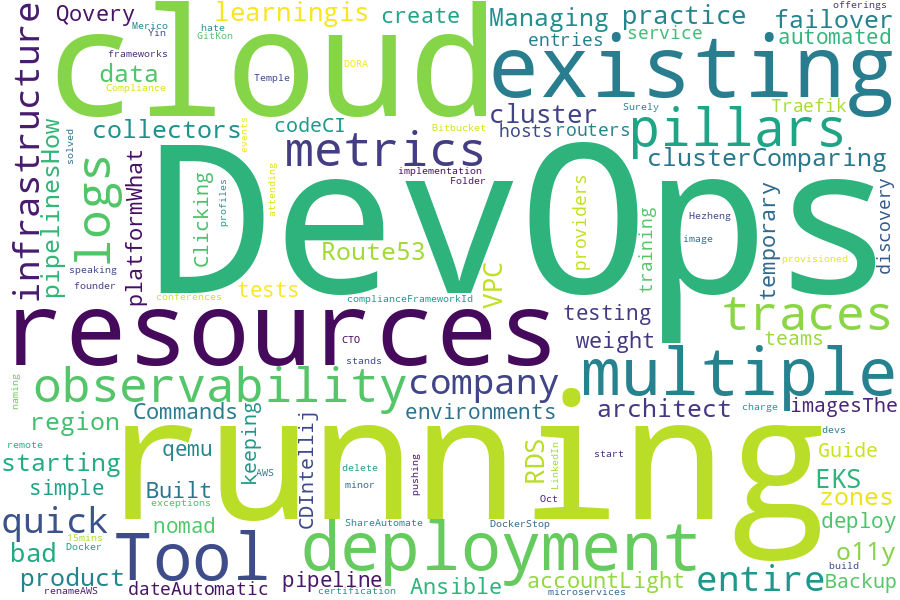 cloud
DevOps
running
resources
existing
multiple
deployment
Tool
observability
metrics
pillars
traces
logs
infrastructure
Qovery
Merico
Yin
hate
GitKon
frameworks
learningis
create
Managing
practice
offerings
failover
entries
service
automated
data
Compliance
Temple
DORA
solved
collectors
codeCI
events
Bitbucket
cluster
Surely
hosts
routers
Traefik
clusterComparing
pipelinesHow
platformWhat
Clicking
profiles
attending
implementation
Folder
Route53
providers
training
Hezheng
image
temporary
provisioned
discovery
speaking
founder
conferences
tests
complianceFrameworkId
VPC
CTO
stands
testing
weight
teams
company
naming
region
Commands
keeping
environments
architect
charge
imagesThe
devs
remote
starting
simple
qemu
AWS
CDIntellij
delete
minor
pushing
start
RDS
LinkedIn
Oct
Guide
EKS
zones
Built
exceptions
quick
nomad
ShareAutomate
DockerStop
deploy
bad
15mins
Docker
o11y
product
renameAWS
dateAutomatic
pipeline
certification
Ansible
accountLight
microservices
entire
build
Backup